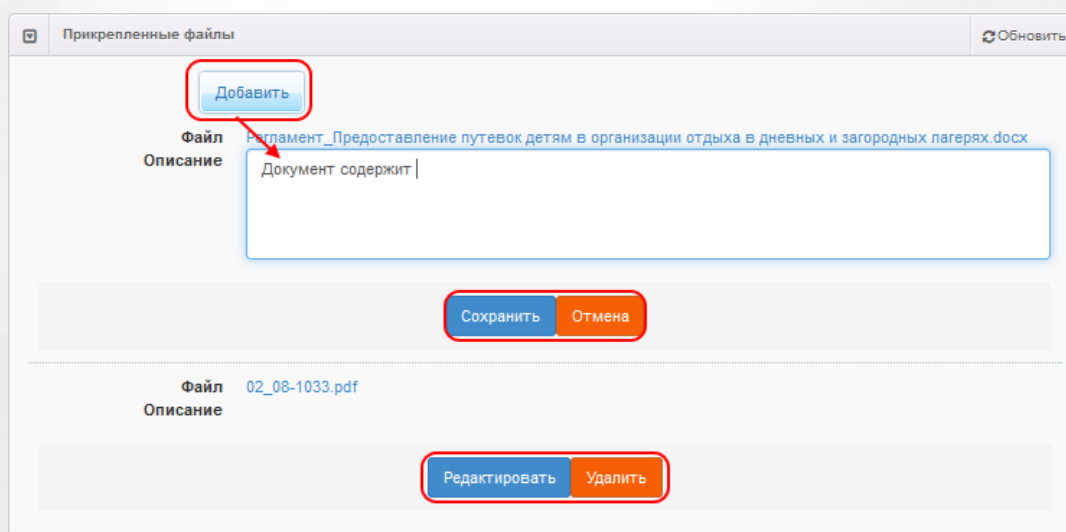 Прикрепленные файлы
Обновить
Добавить
Файл Регламент_Предоставление путевок детям в организации отдыха в дневных и загородных лагерях.docx
Описание
Документ содержит
Сохранить Отмена
Файл 02_08-1033.pdf
Описание
Редактировать Удалить